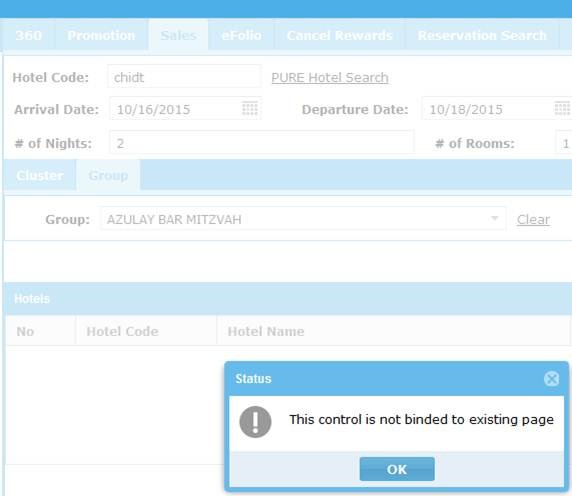 360 Promotion Sales eFolio Cancel Rewards Reservation Search
Hotel Code: chidt PURE Hotel Search
Arrival Date: 10/16/2015 Departure Date: 10/18/2015
# of Nights: 2 # of Rooms: 1
Cluster Group
Group: AZULAY BAR MITZVAH Clear
Hotels
No Hotel Code Hotel Name
Status
This control is not binded to existing page
OK